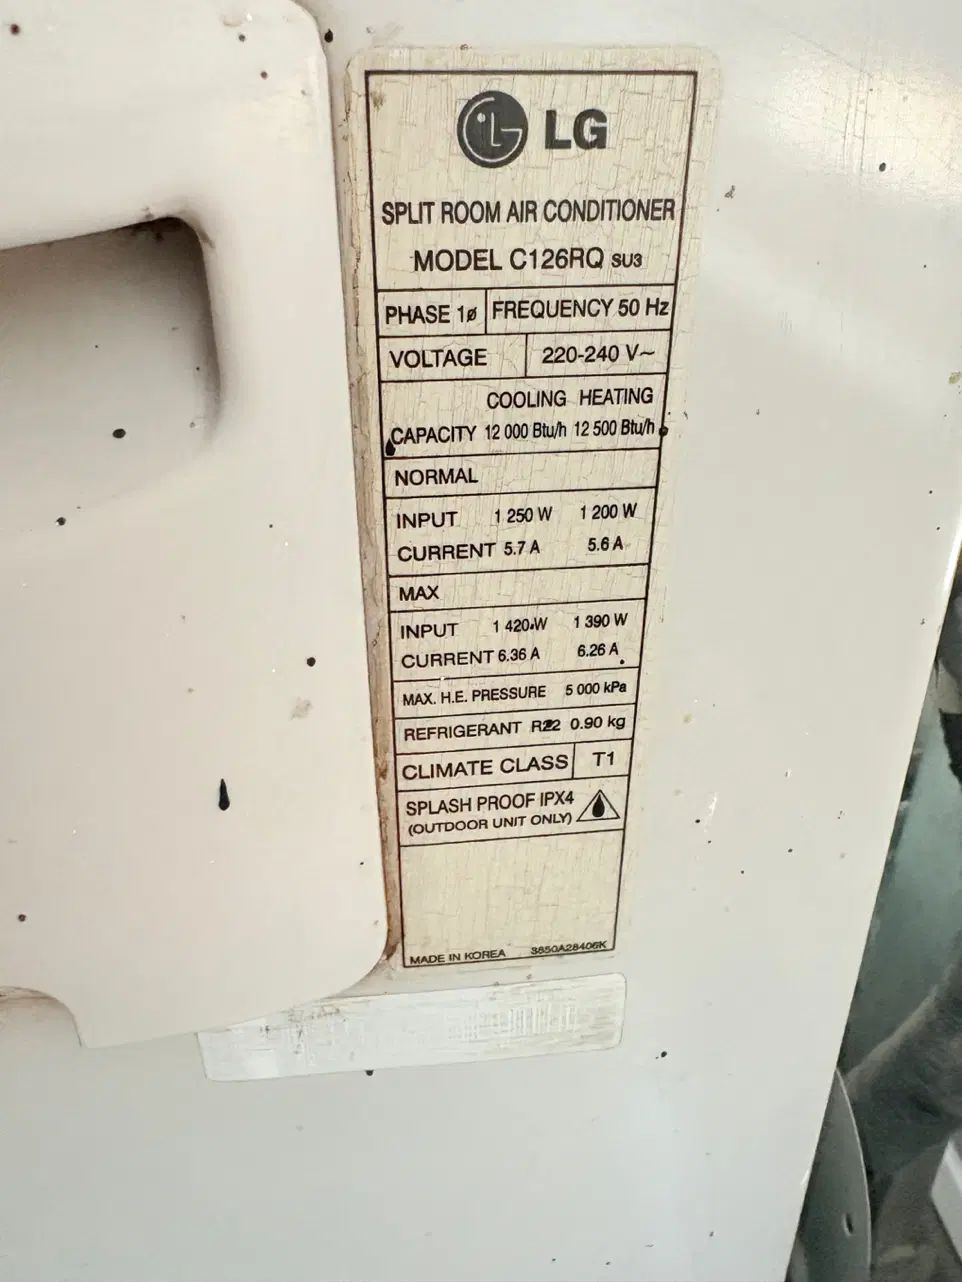 LG
SPLIT ROOM AIR CONDITIONER
MODEL C126RQ SU3
PHASE 1ø FREQUENCY 50 Hz
VOLTAGE 220-240 V~
COOLING HEATING
CAPACITY 12 000 Btu/h 12 500 Btu/h
NORMAL
INPUT 1 250 W 1 200 W
CURRENT 5.7 A 5.6 A
MAX
INPUT 1 420 W 1 390 W
CURRENT 6.36 A 6.26 A
MAX. H.E. PRESSURE 5 000 kPa
REFRIGERANT R22 0.90 kg
CLIMATE CLASS T1
SPLASH PROOF IPX4
(OUTDOOR UNIT ONLY)
MADE IN KOREA 3850A28406K